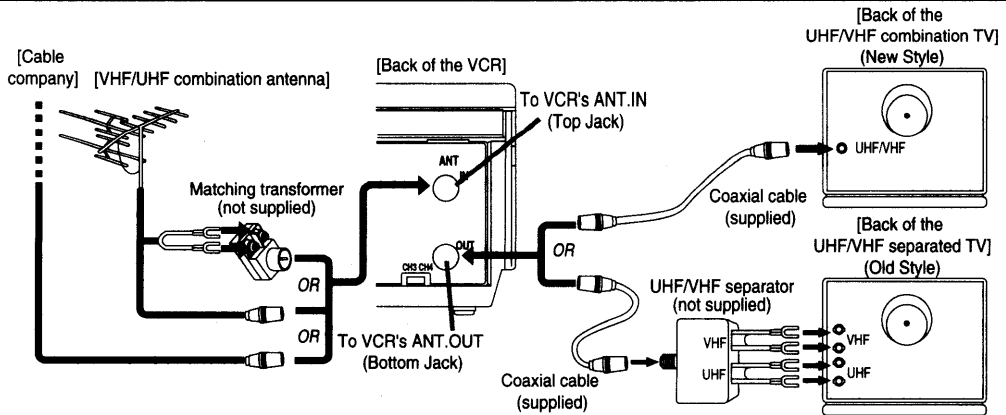 [Cable
company]
[VHF/UHF combination antenna]
[Back of the VCR]
To VCR's ANT.IN
(Top Jack)
ANT
IN
Matching transformer
(not supplied)
OR
OR
OUT
CH3 CH4
To VCR's ANT.OUT
(Bottom Jack)
OR
[Back of the
UHF/VHF combination TV]
(New Style)
UHF/VHF
Coaxial cable
(supplied)
[Back of the
UHF/VHF separated TV]
(Old Style)
UHF/VHF separator
(not supplied)
VHF
UHF
VHF
UHF
Coaxial cable
(supplied)